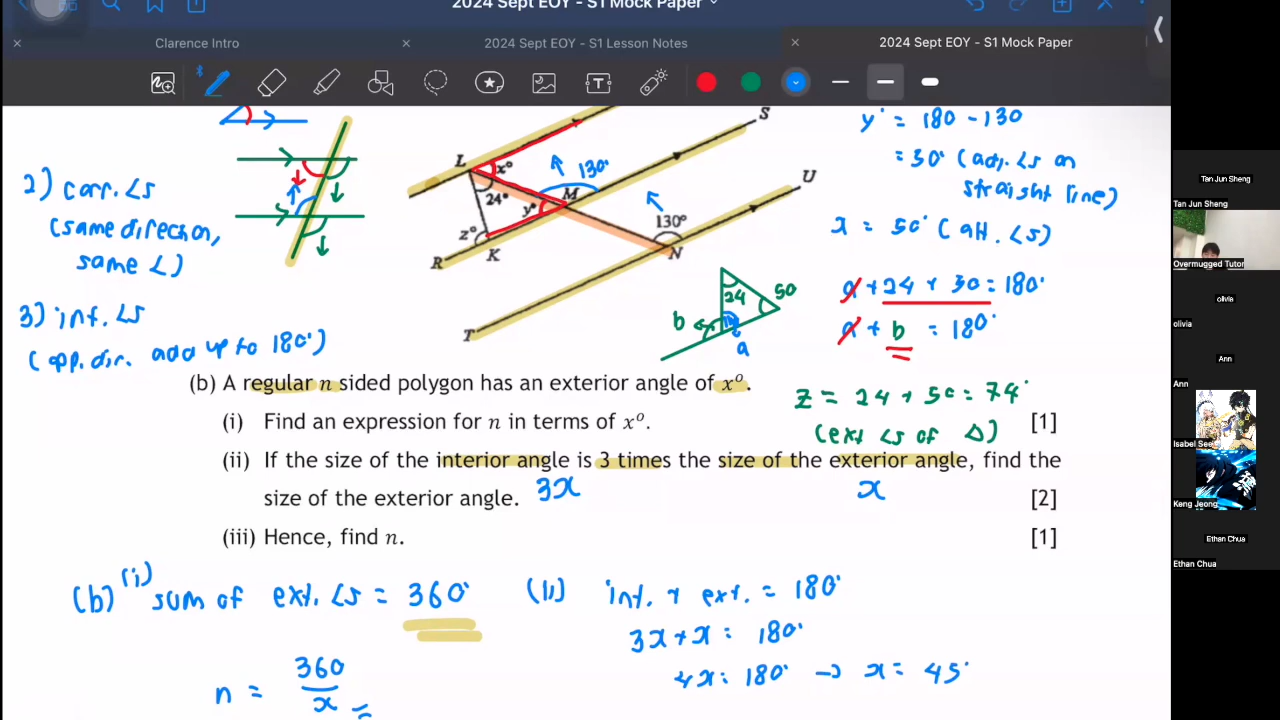 2024 Sept EOY - S1 Mock Paper
Clarence Intro
2024 Sept EOY - S1 Lesson Notes
2024 Sept EOY - S1 Mock Paper
2) corr. ∠s
(same direction,
same ∠)
3) int. ∠s
(opp. dir. add up to 180°)
L
x°
130°
S
24°
M
y°
U
z°
K
R
130°
N
T
24
50
b
a
y° = 180 - 130
= 30° (adj. ∠s on
straight line)
x = 50° (alt. ∠s)
a + 24 + 30 = 180°
a + b = 180°
z = 24 + 50 = 74°
(ext ∠s of Δ)
(b) A regular n sided polygon has an exterior angle of x°.
(i) Find an expression for n in terms of x°. [1]
(ii) If the size of the interior angle is 3 times the size of the exterior angle, find the
size of the exterior angle. [2]
3x
x
(iii) Hence, find n. [1]
(b) (i) sum of ext. ∠s = 360°
n = 360
x
(ii) int. + ext. = 180°
3x + x = 180°
4x = 180° → x = 45°
Tan Jun Sheng
Tan Jun Sheng
Overmugged Tutor
olivia
olivia
Ann
Ann
Isabel See
Keng Jeong
Ethan Chua
Ethan Chua